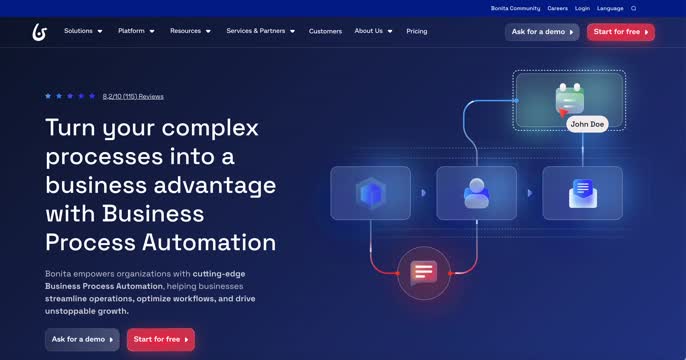 Bonita Community Careers Login Language
Solutions Platform Resources Services & Partners Customers About Us Pricing Ask for a demo Start for free
8,2/10 (115) Reviews
John Doe
Turn your complex
processes into a
business advantage
with Business
Process Automation
Bonita empowers organizations with cutting-edge
Business Process Automation, helping businesses
streamline operations, optimize workflows, and drive
unstoppable growth.
Ask for a demo Start for free